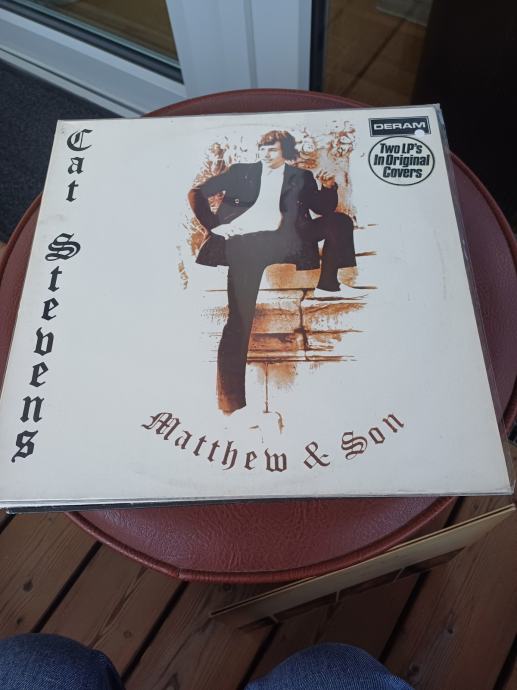 Cat Stevens
DERAM
Two LP's
In Original
Covers
Matthew & Son